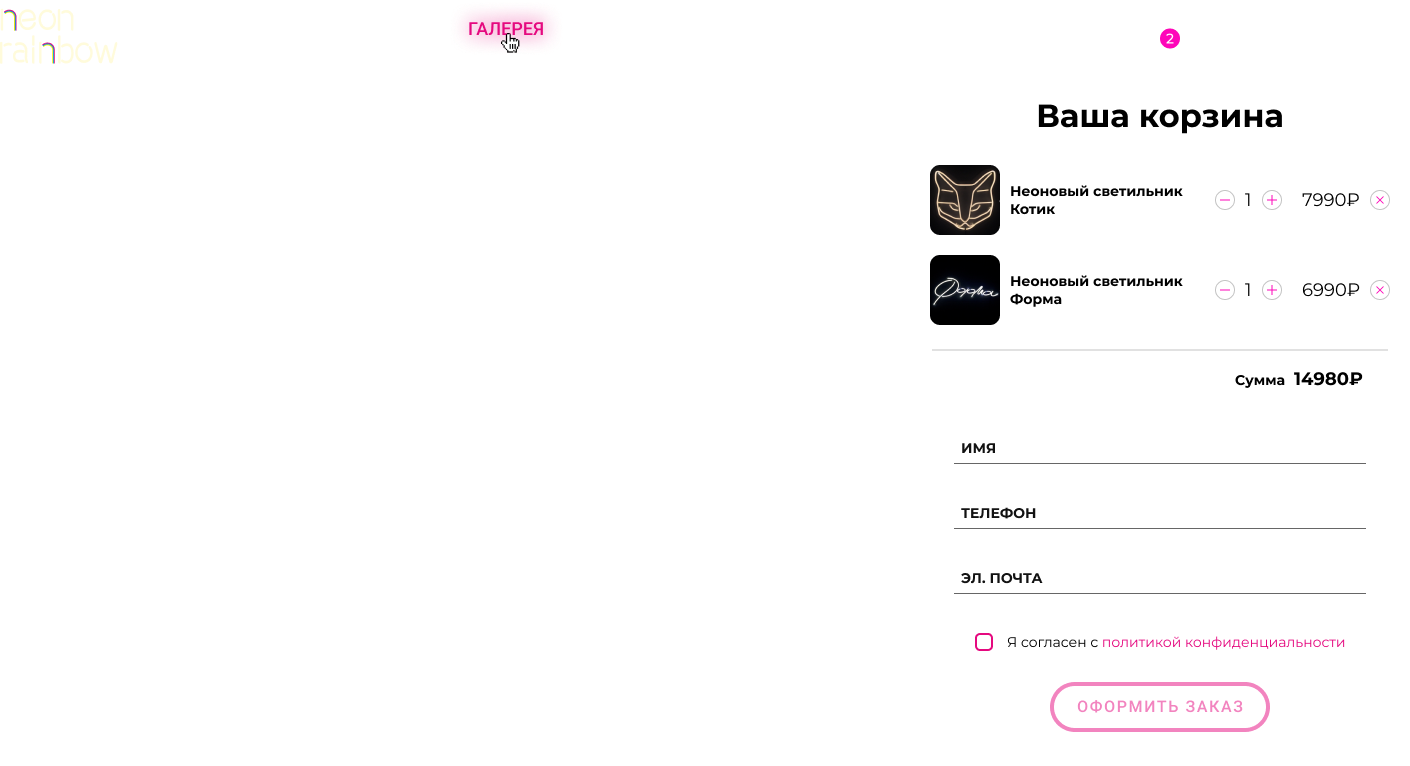 neon
rainbow
ГАЛЕРЕЯ
2
Ваша корзина
Неоновый светильник
Котик
1
7990₽
Форма
Неоновый светильник
Форма
1
6990₽
Сумма 14980₽
ИМЯ
ТЕЛЕФОН
ЭЛ. ПОЧТА
Я согласен с политикой конфиденциальности
ОФОРМИТЬ ЗАКАЗ